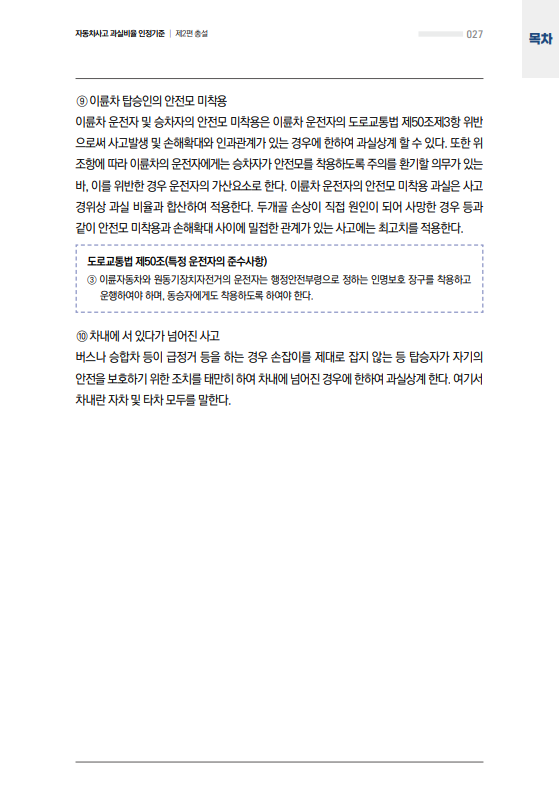 자동차사고 과실비율 인정기준 | 제2편 총설
027
목차
⑨ 이륜차 탑승인의 안전모 미착용
이륜차 운전자 및 승차자의 안전모 미착용은 이륜차 운전자의 도로교통법 제50조제3항 위반
으로써 사고발생 및 손해확대와 인과관계가 있는 경우에 한하여 과실상계 할 수 있다. 또한 위
조항에 따라 이륜차의 운전자에게는 승차자가 안전모를 착용하도록 주의를 환기할 의무가 있는
바, 이를 위반한 경우 운전자의 가산요소로 한다. 이륜차 운전자의 안전모 미착용 과실은 사고
경위상 과실 비율과 합산하여 적용한다. 두개골 손상이 직접 원인이 되어 사망한 경우 등과
같이 안전모 미착용과 손해확대 사이에 밀접한 관계가 있는 사고에는 최고치를 적용한다.
도로교통법 제50조(특정 운전자의 준수사항)
③ 이륜자동차와 원동기장치자전거의 운전자는 행정안전부령으로 정하는 인명보호 장구를 착용하고
운행하여야 하며, 동승자에게도 착용하도록 하여야 한다.
⑩ 차내에 서 있다가 넘어진 사고
버스나 승합차 등이 급정거 등을 하는 경우 손잡이를 제대로 잡지 않는 등 탑승자가 자기의
안전을 보호하기 위한 조치를 태만히 하여 차내에 넘어진 경우에 한하여 과실상계 한다. 여기서
차내란 자차 및 타차 모두를 말한다.